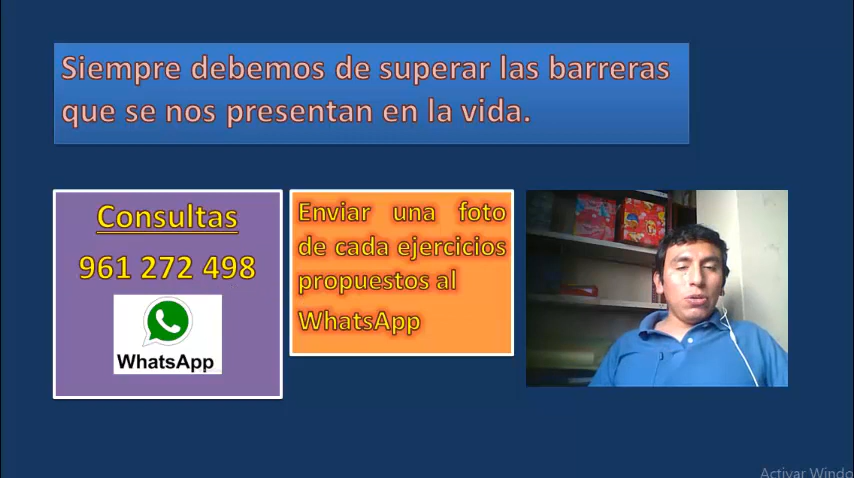 Siempre debemos de superar las barreras
que se nos presentan en la vida.
Consultas
961 272 498
WhatsApp
Enviar una foto
de cada ejercicios
propuestos al
WhatsApp
Activar Windo